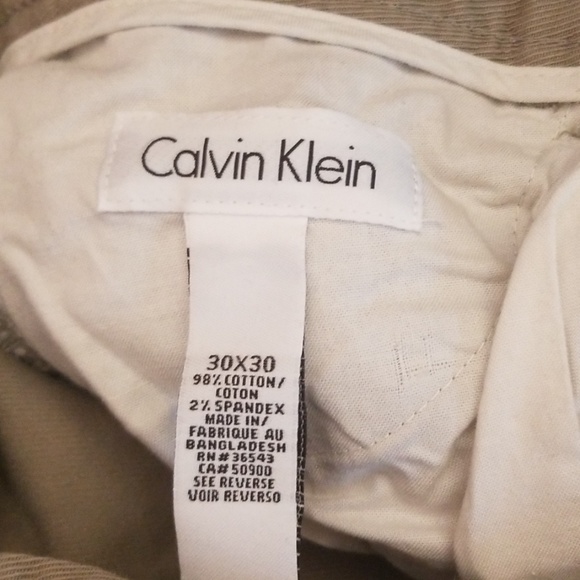 Calvin Klein
30X30
98% COTTON/
COTON
2% SPANDEX
MADE IN/
FABRIQUE AU
BANGLADESH
RN#36543
CA#50900
SEE REVERSE
VOIR REVERSO